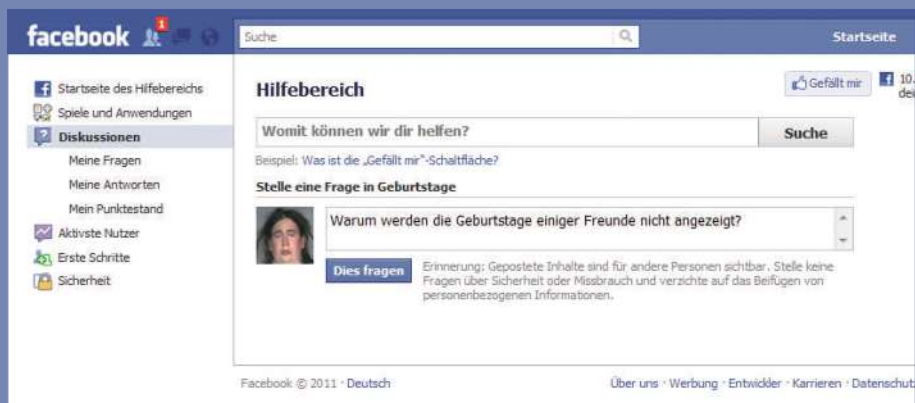 facebook 1 Suche Startseite
Startseite des Hilfebereichs
Spiele und Anwendungen
Diskussionen
Meine Fragen
Meine Antworten
Mein Punktestand
Aktivste Nutzer
Erste Schritte
Sicherheit
Hilfebereich
Gefällt mir
10.
dei
Womit können wir dir helfen? Suche
Beispiel: Was ist die „Gefällt mir“-Schaltfläche?
Stelle eine Frage in Geburtstage
Warum werden die Geburtstage einiger Freunde nicht angezeigt?
Dies fragen
Erinnerung: Gepostete Inhalte sind für andere Personen sichtbar. Stelle keine
Fragen über Sicherheit oder Missbrauch und verzichte auf das Beifügen von
personenbezogenen Informationen.
Facebook © 2011 · Deutsch
Über uns · Werbung · Entwickler · Karrieren · Datenschutz